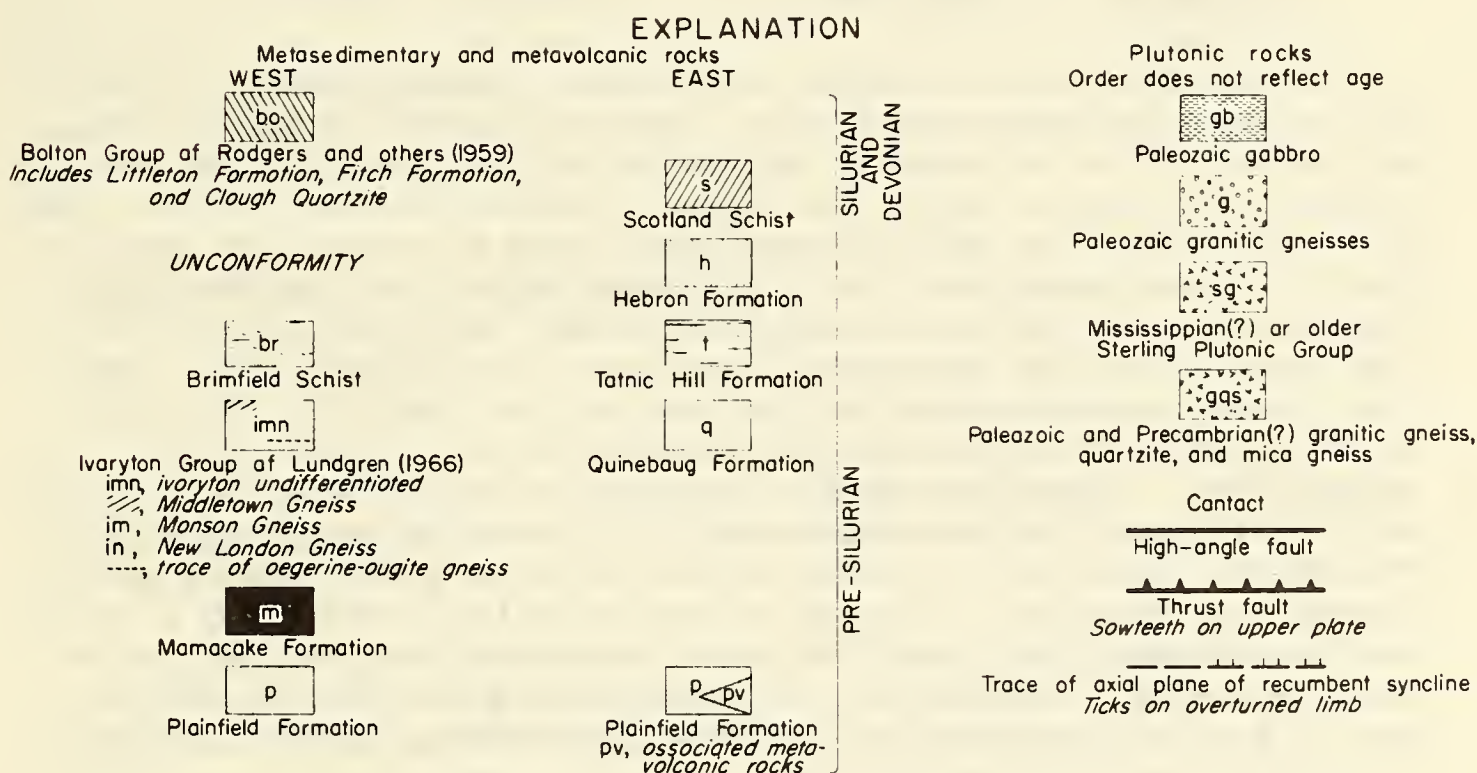 EXPLANATION
Metasedimentary and metavolcanic rocks
WEST
bo
Bolton Group of Rodgers and others (1959)
Includes Littleton Formation, Fitch Formation,
and Clough Quartzite
UNCONFORMITY
br
Brimfield Schist
imn
Ivoryton Group of Lundgren (1966)
imn, ivoryton undifferentiated
, Middletown Gneiss
im, Monson Gneiss
in, New London Gneiss
----, trace of aegerine-augite gneiss
m
Mamacoke Formation
p
Plainfield Formation
EAST
s
Scotland Schist
h
Hebron Formation
t
Tatnic Hill Formation
q
Quinebaug Formation
p
pv
Plainfield Formation
pv, associated meta-
volcanic rocks
SILURIAN
AND
DEVONIAN
PRE-SILURIAN
Plutonic rocks
Order does not reflect age
gb
Paleozoic gabbro
g
Paleozoic granitic gneisses
sg
Mississippian(?) or older
Sterling Plutonic Group
gqs
Paleozoic and Precambrian(?) granitic gneiss,
quartzite, and mica gneiss
Contact
High-angle fault
Thrust fault
Sawteeth on upper plate
Trace of axial plane of recumbent syncline
Ticks on overturned limb